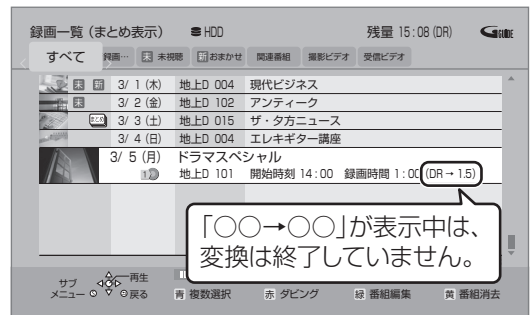 録画一覧(まとめ表示) HDD 残量 15:08 (DR) GGUIDE
すべて 録画… 未 未視聴 新 おまかせ 関連番組 撮影ビデオ 受信ビデオ
未 新 3/ 1 (木) 地上D 004 現代ビジネス
未 3/ 2 (金) 地上D 102 アンティーク
まとめ 3/ 3 (土) 地上D 015 ザ・夕方ニュース
3/ 4 (日) 地上D 004 エレキギター講座
3/ 5 (月) ドラマスペシャル
地上D 101 開始時刻 14:00 録画時間 1:00 (DR→1.5)
「○○→○○」が表示中は、
変換は終了していません。
サブ メニュー 再生 戻る
青 複数選択 赤 ダビング 緑 番組編集 黄 番組消去